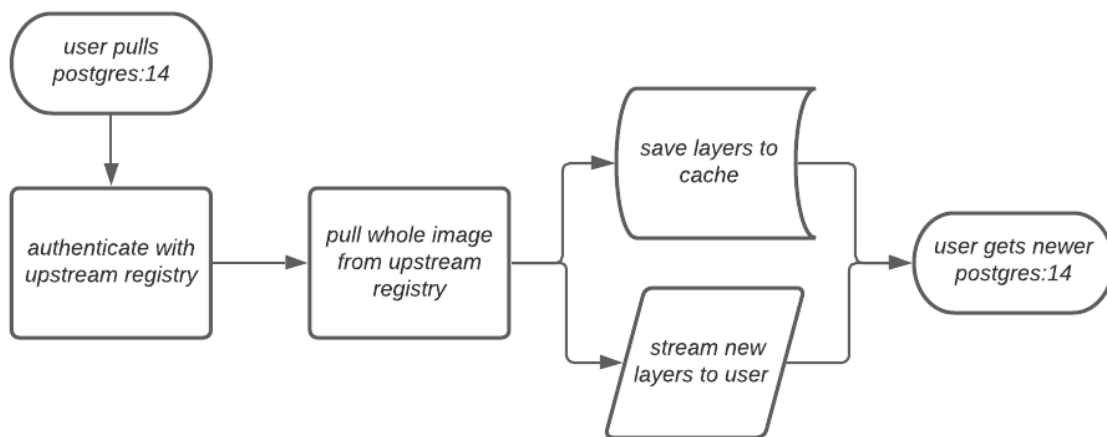 user pulls
postgres:14
authenticate with
upstream registry
pull whole image
from upstream
registry
save layers to
cache
stream new
layers to user
user gets newer
postgres:14